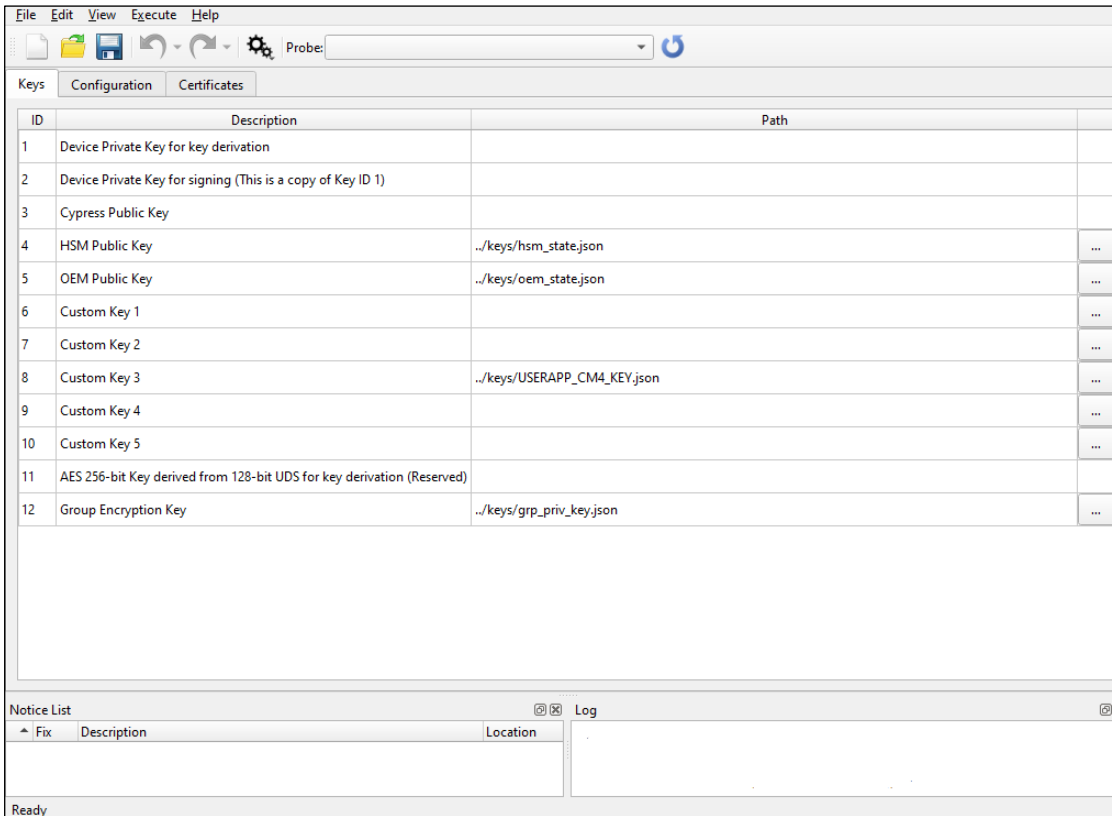 File Edit View Execute Help
Probe:
Keys Configuration Certificates
ID Description Path
1 Device Private Key for key derivation
2 Device Private Key for signing (This is a copy of Key ID 1)
3 Cypress Public Key
4 HSM Public Key ../keys/hsm_state.json ...
5 OEM Public Key ../keys/oem_state.json ...
6 Custom Key 1 ...
7 Custom Key 2 ...
8 Custom Key 3 ../keys/USERAPP_CM4_KEY.json ...
9 Custom Key 4 ...
10 Custom Key 5 ...
11 AES 256-bit Key derived from 128-bit UDS for key derivation (Reserved)
12 Group Encryption Key ../keys/grp_priv_key.json ...
Notice List Log
Fix Description Location
Ready